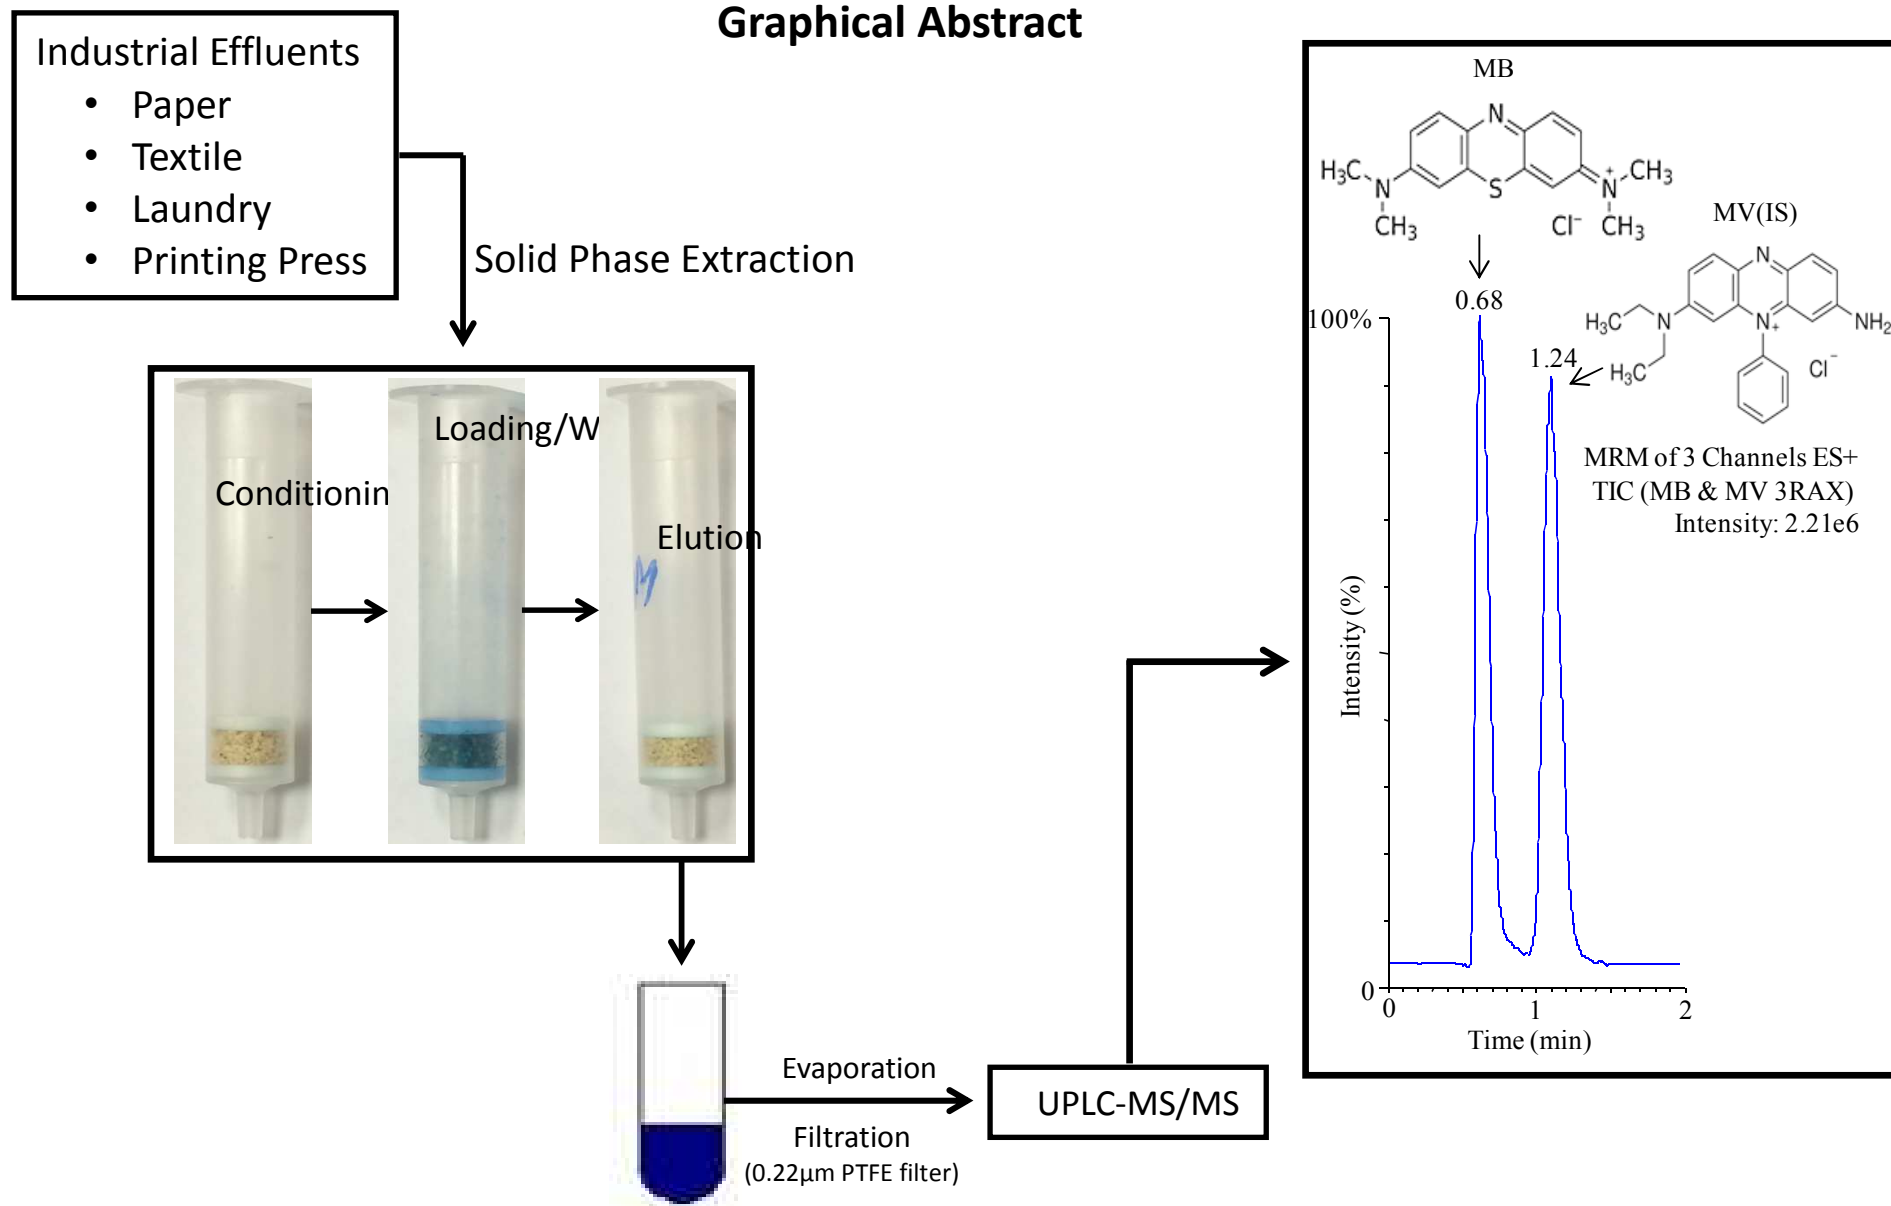 Graphical Abstract
Industrial Effluents
• Paper
• Textile
• Laundry
• Printing Press
Solid Phase Extraction
Conditionin
Loading/W
Elution
M
Evaporation
Filtration
(0.22µm PTFE filter)
UPLC-MS/MS
MB
N
H₃C
N
CH₃
S
N⁺
CH₃
CH₃
Cl⁻
MV(IS)
N
H₃C
N
N⁺
NH₂
H₃C
Cl⁻
0.68
1.24
MRM of 3 Channels ES+
TIC (MB & MV 3RAX)
Intensity: 2.21e6
100%
Intensity (%)
0
0 1 2
Time (min)